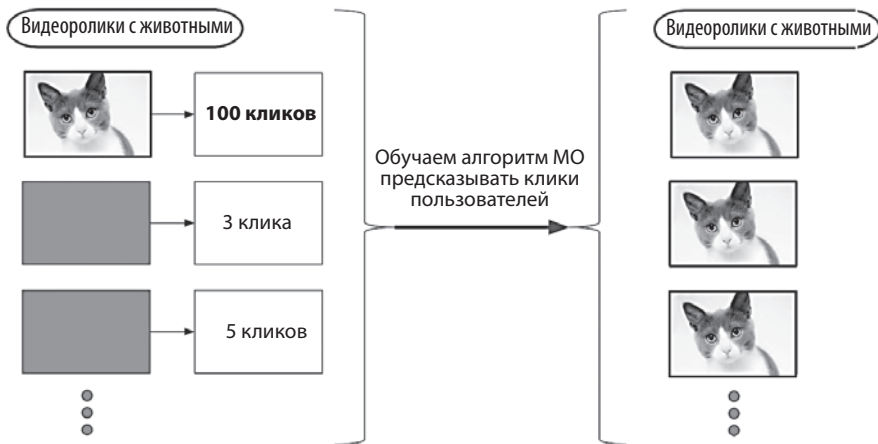 Видеоролики с животными
100 кликов
3 клика
5 кликов
Обучаем алгоритм МО
предсказывать клики
пользователей
Видеоролики с животными